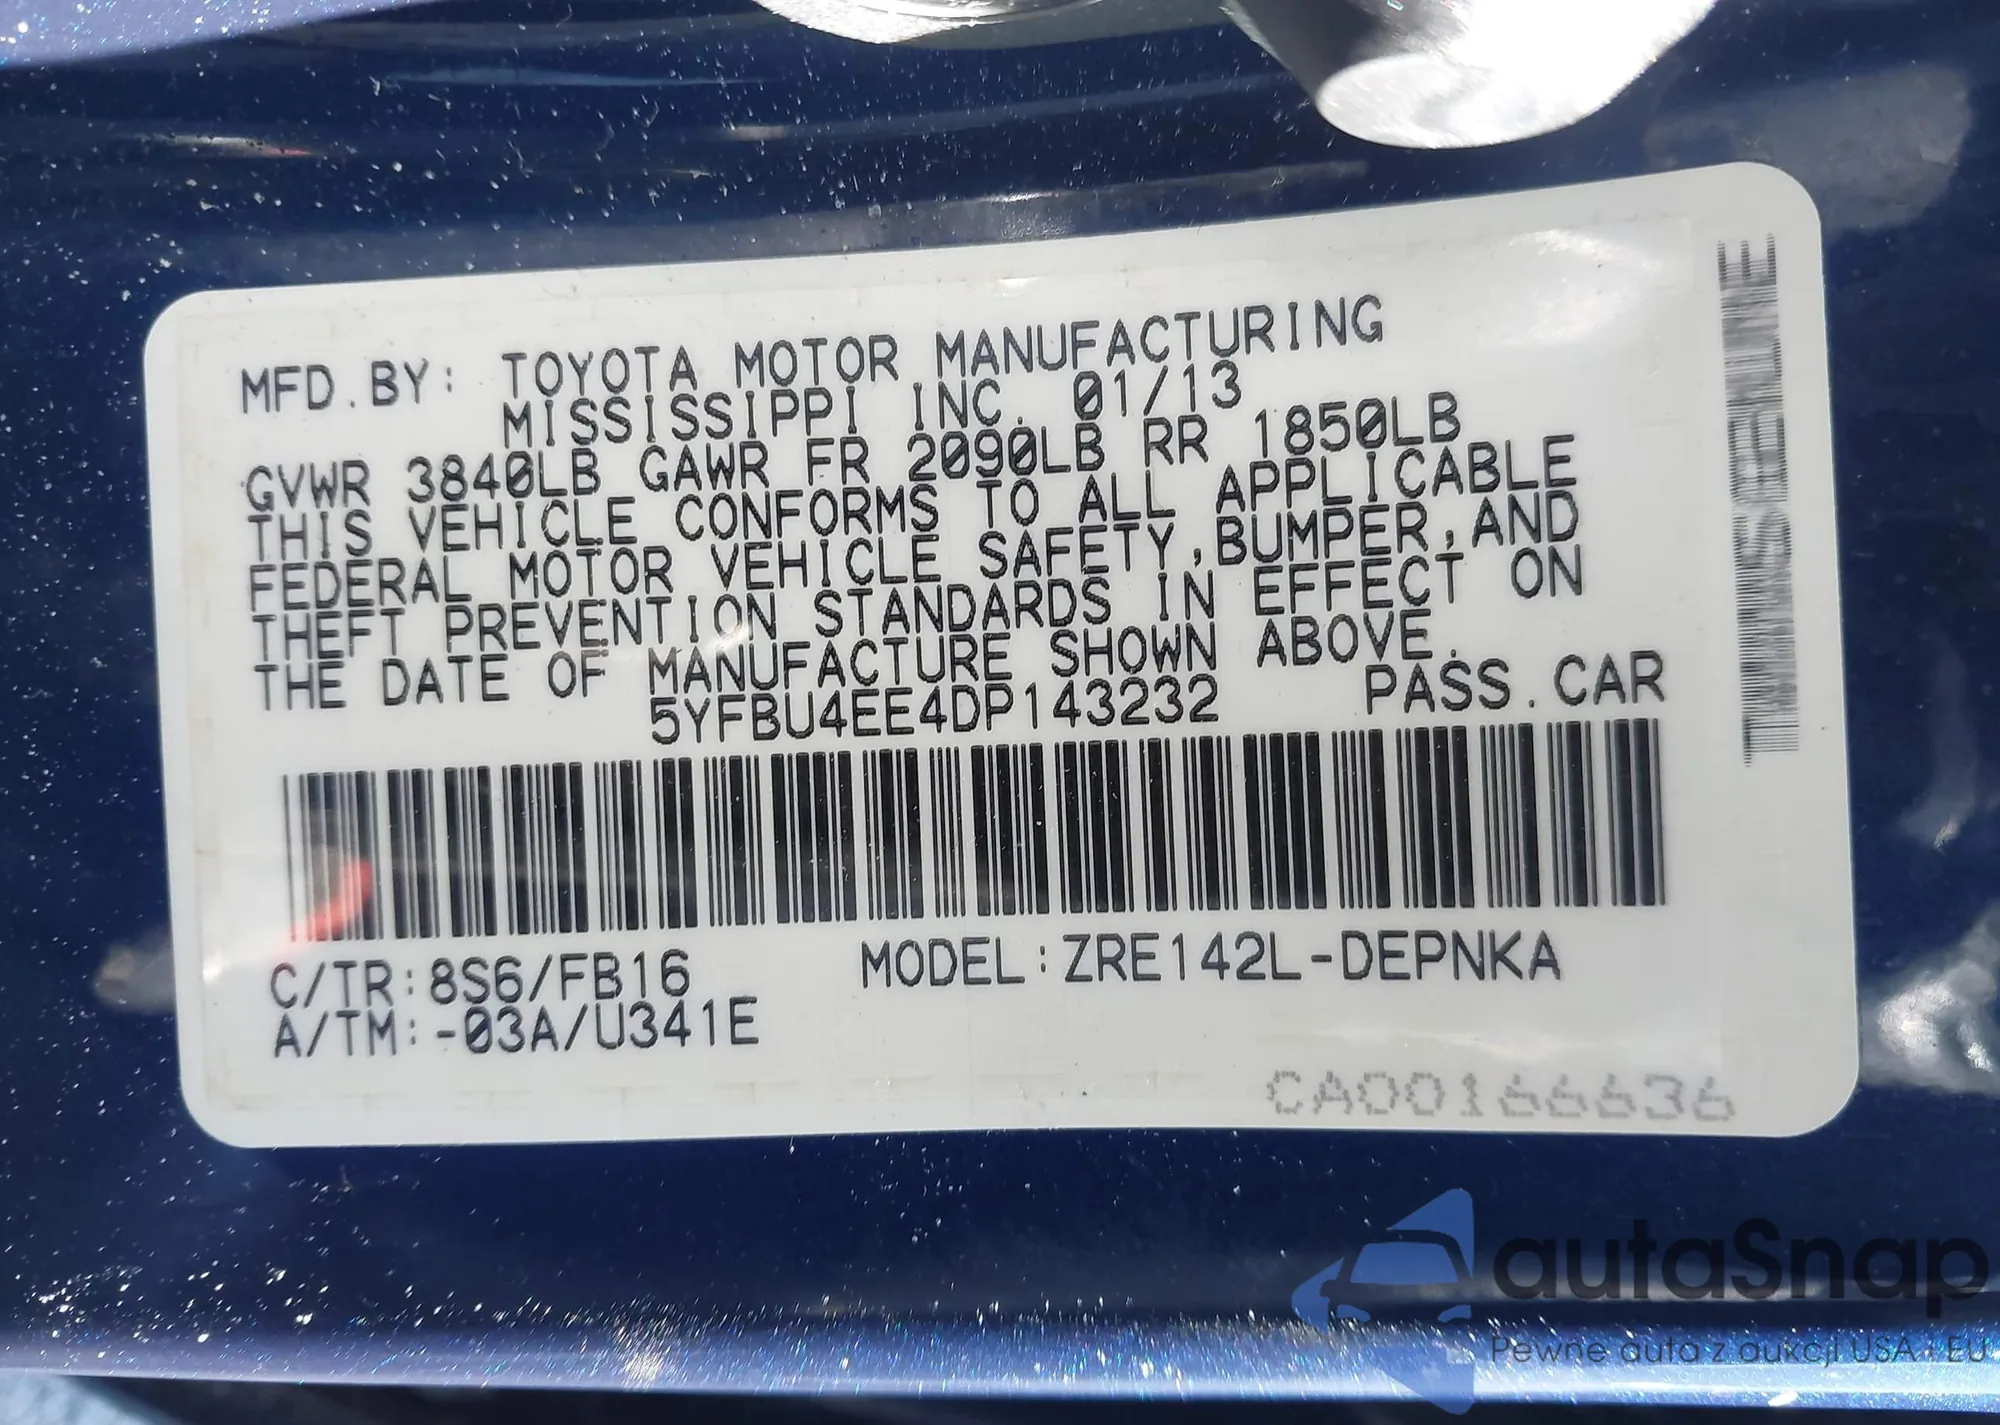 MFD.BY: TOYOTA MOTOR MANUFACTURING
MISSISSIPPI INC. 01/13
GVWR 3840LB GAWR FR 2090LB RR 1850LB
THIS VEHICLE CONFORMS TO ALL APPLICABLE
FEDERAL MOTOR VEHICLE SAFETY,BUMPER,AND
THEFT PREVENTION STANDARDS IN EFFECT ON
THE DATE OF MANUFACTURE SHOWN ABOVE.
5YFBU4EE4DP143232 PASS.CAR
C/TR:8S6/FB16 MODEL:ZRE142L-DEPNKA
A/TM:-03A/U341E
CA00166636
autaSnap
Pewne auta z aukcji USA i EU